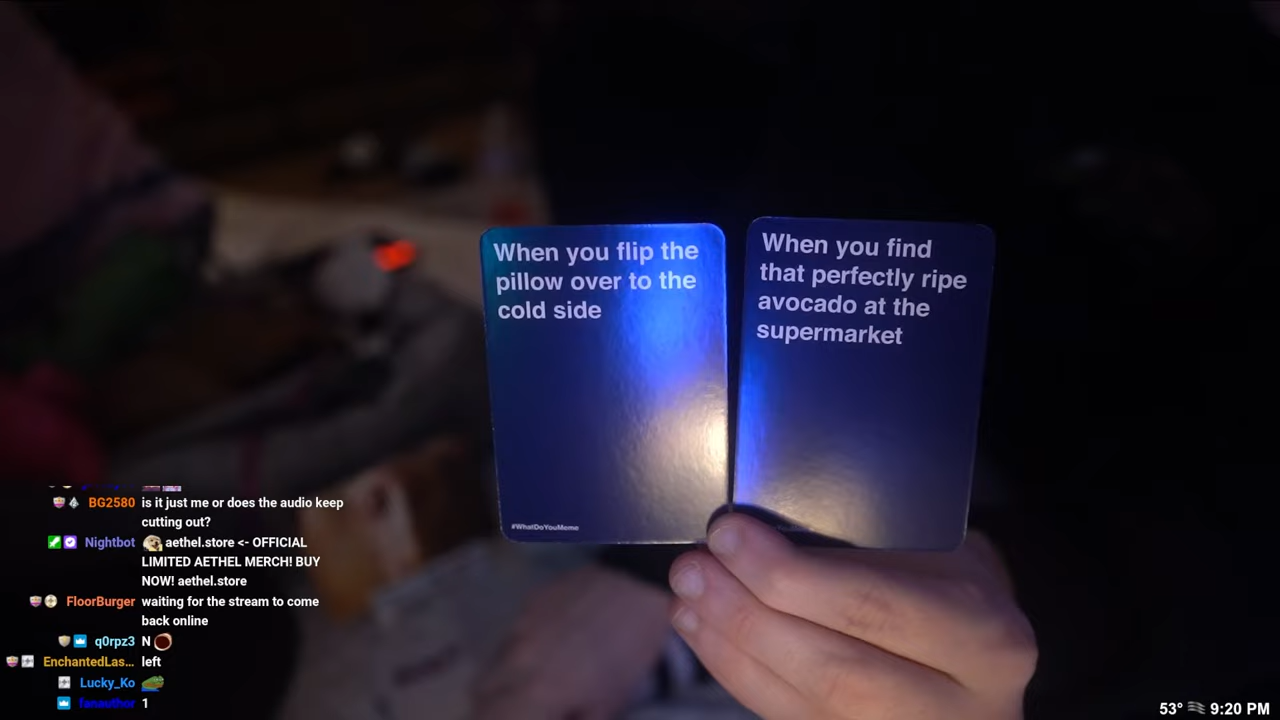 When you flip the
pillow over to the
cold side
#WhatDoYouMeme
When you find
that perfectly ripe
avocado at the
supermarket
BG2580 is it just me or does the audio keep
cutting out?
Nightbot aethel.store <- OFFICIAL
LIMITED AETHEL MERCH! BUY
NOW! aethel.store
FloorBurger waiting for the stream to come
back online
q0rpz3 N
EnchantedLas... left
Lucky_Ko
fanauthor 1
53° 9:20 PM